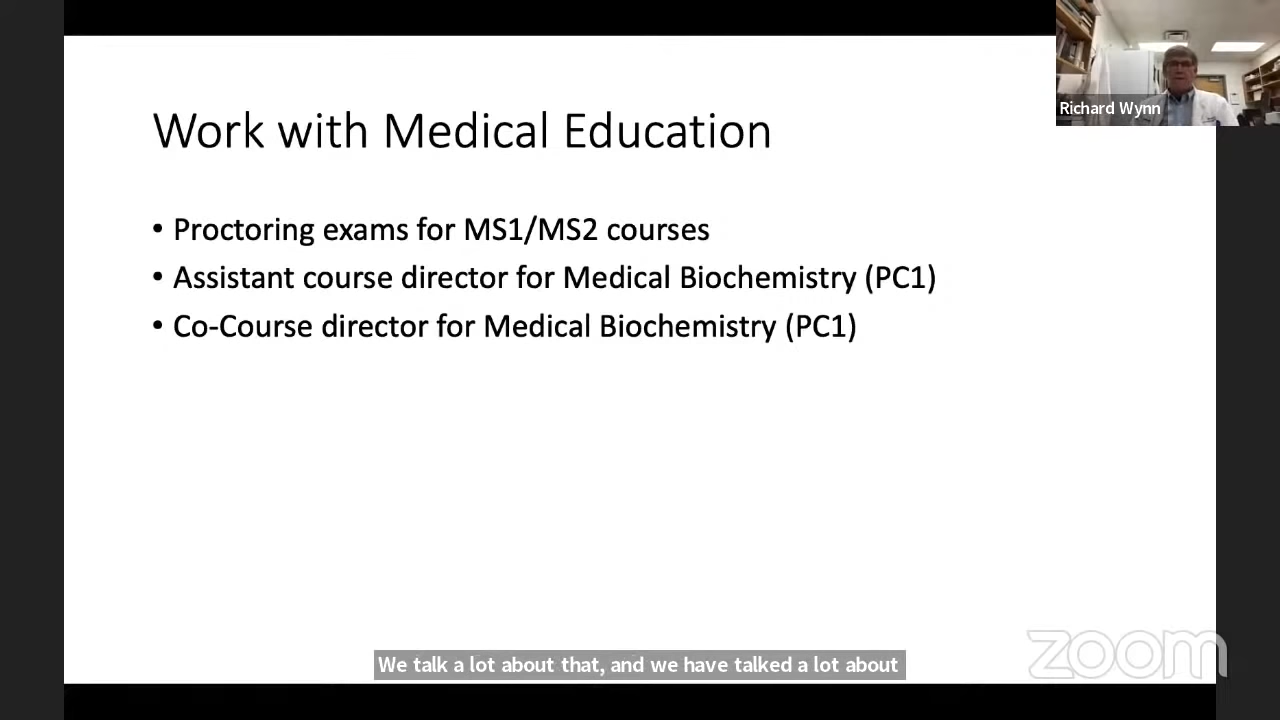 Richard Wynn
Work with Medical Education
• Proctoring exams for MS1/MS2 courses
• Assistant course director for Medical Biochemistry (PC1)
• Co-Course director for Medical Biochemistry (PC1)
We talk a lot about that, and we have talked a lot about
zoom